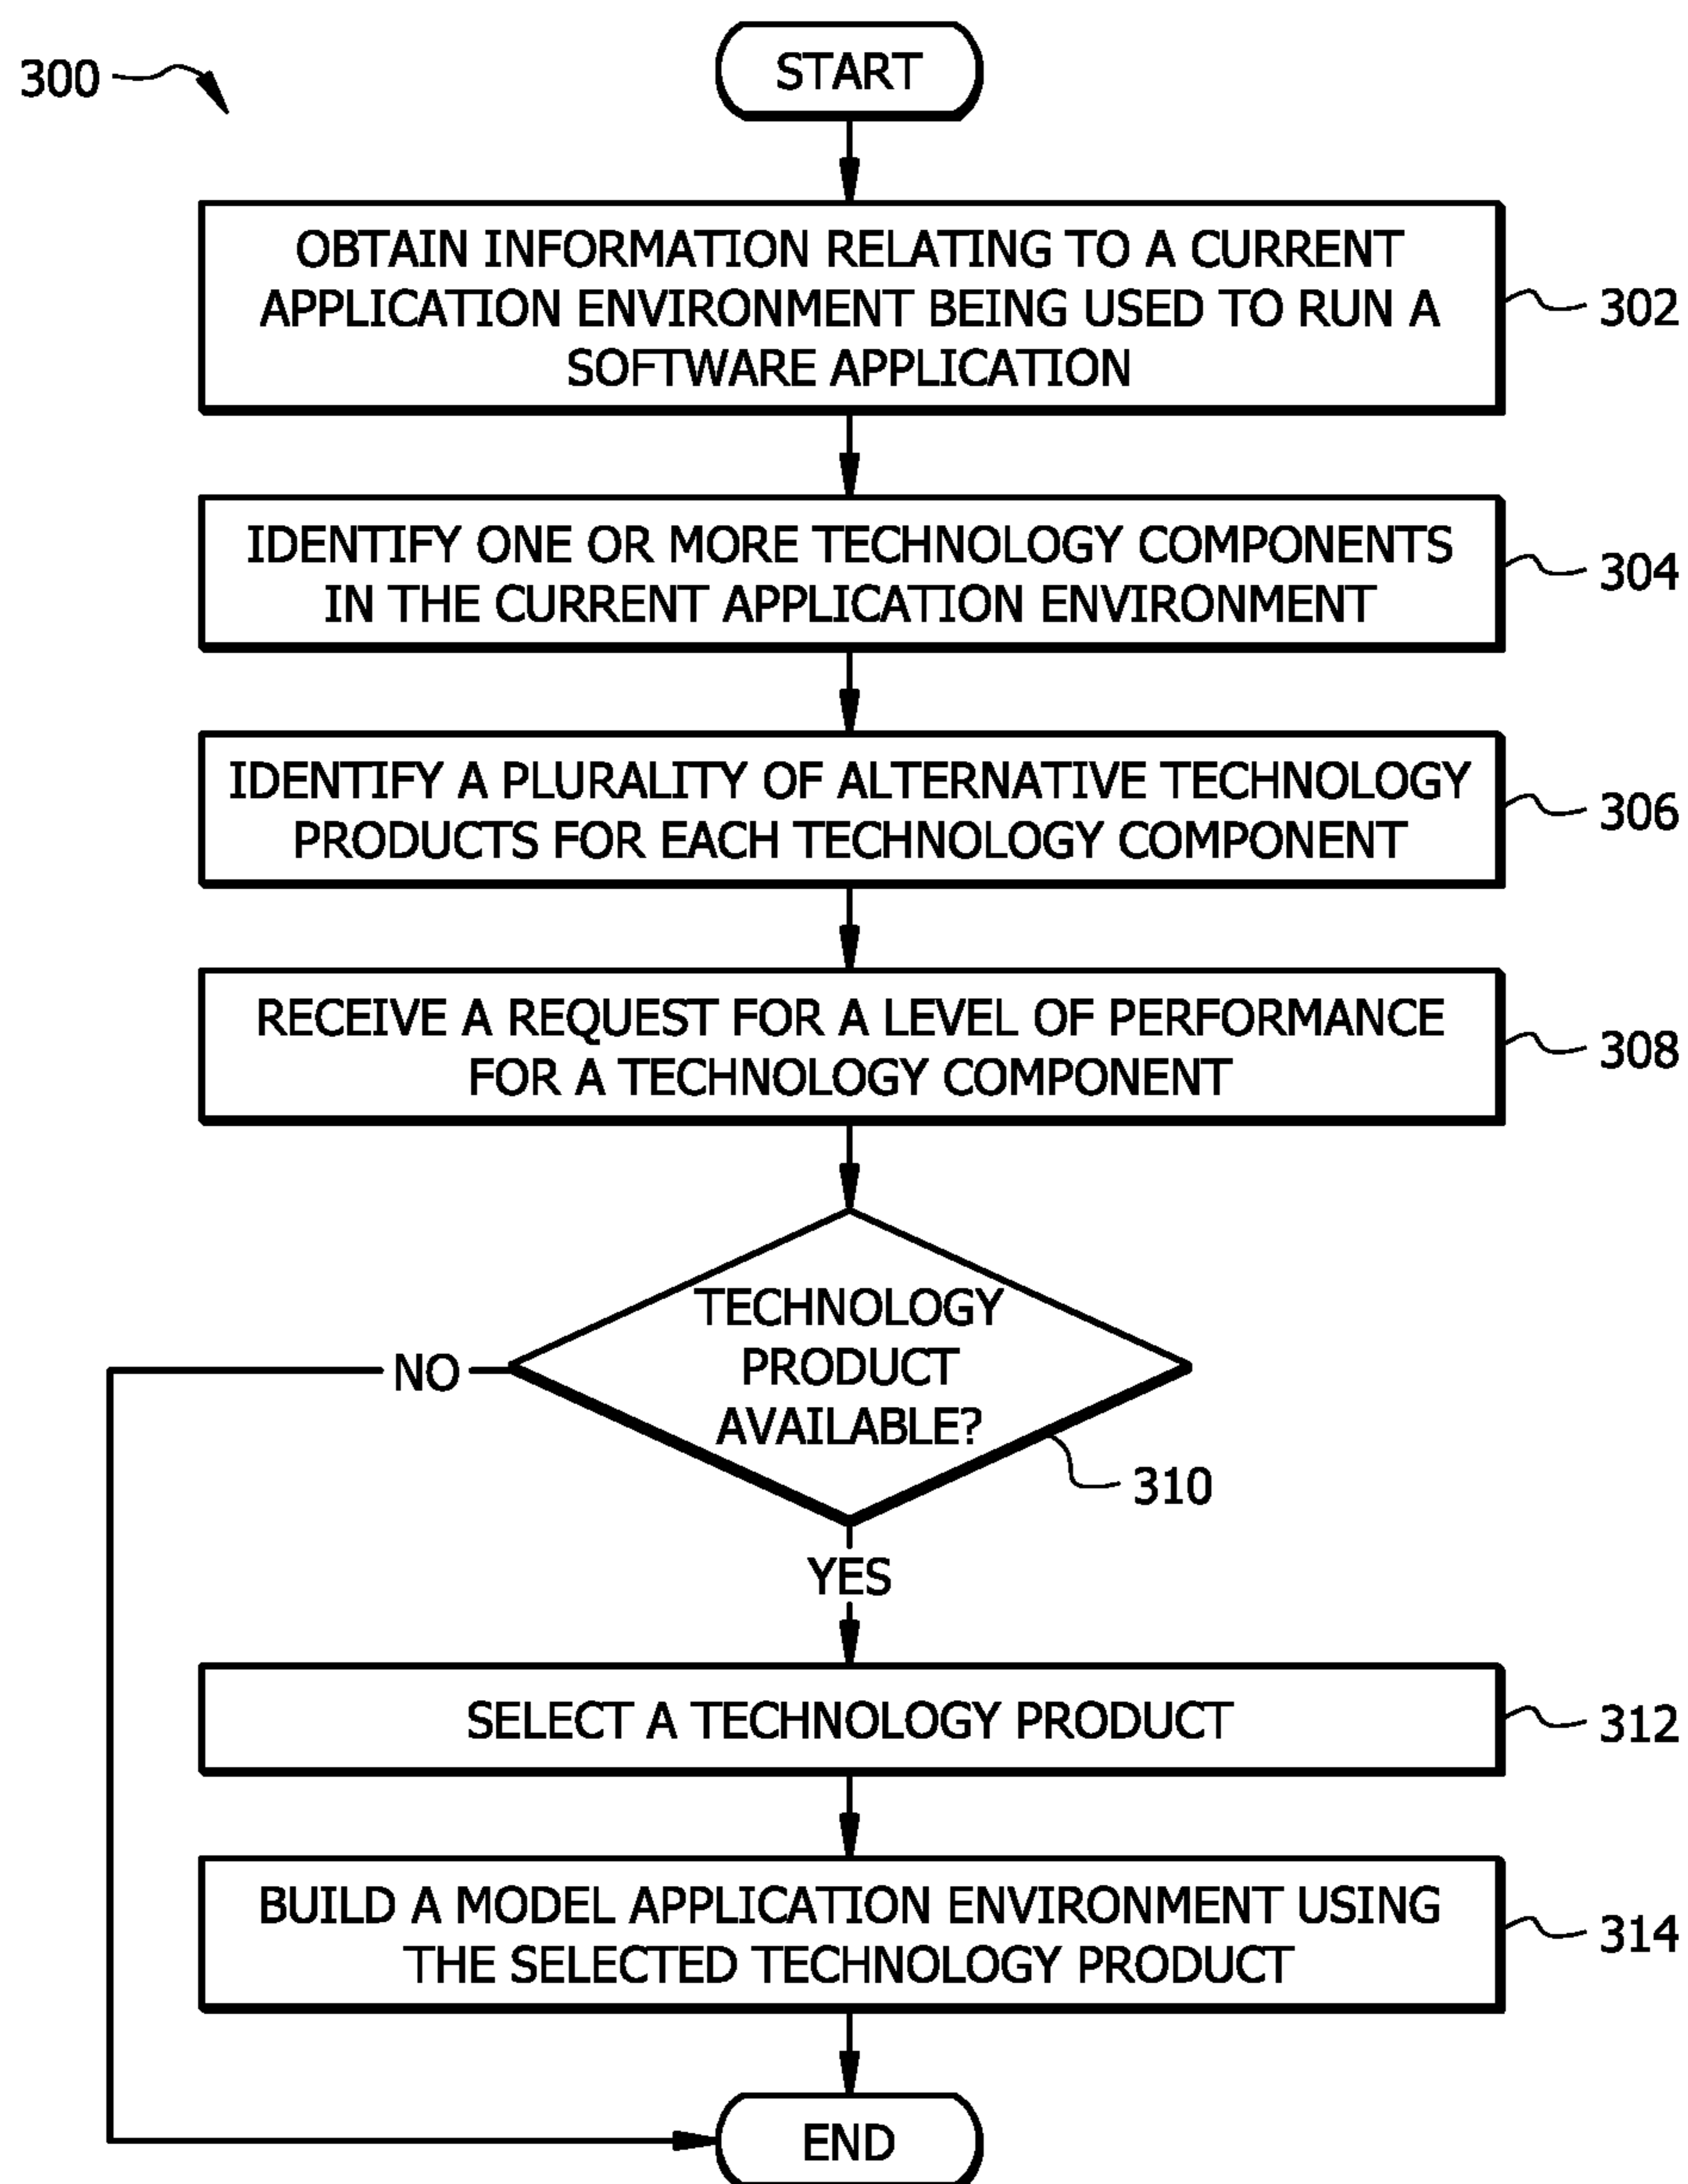 300
START
OBTAIN INFORMATION RELATING TO A CURRENT
APPLICATION ENVIRONMENT BEING USED TO RUN A
SOFTWARE APPLICATION
302
IDENTIFY ONE OR MORE TECHNOLOGY COMPONENTS
IN THE CURRENT APPLICATION ENVIRONMENT
304
IDENTIFY A PLURALITY OF ALTERNATIVE TECHNOLOGY
PRODUCTS FOR EACH TECHNOLOGY COMPONENT
306
RECEIVE A REQUEST FOR A LEVEL OF PERFORMANCE
FOR A TECHNOLOGY COMPONENT
308
TECHNOLOGY
PRODUCT
AVAILABLE?
NO
310
YES
SELECT A TECHNOLOGY PRODUCT
312
BUILD A MODEL APPLICATION ENVIRONMENT USING
THE SELECTED TECHNOLOGY PRODUCT
314
END